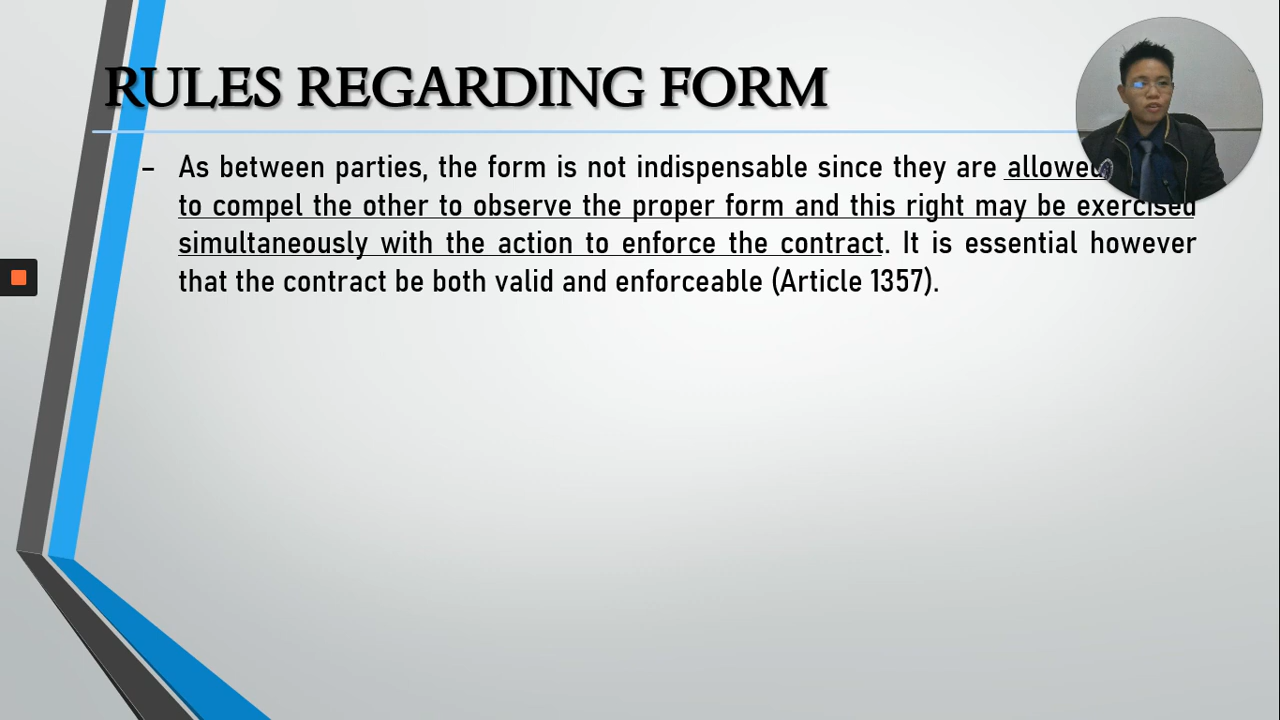 RULES REGARDING FORM
– As between parties, the form is not indispensable since they are allowed
to compel the other to observe the proper form and this right may be exercised
simultaneously with the action to enforce the contract. It is essential however
that the contract be both valid and enforceable (Article 1357).